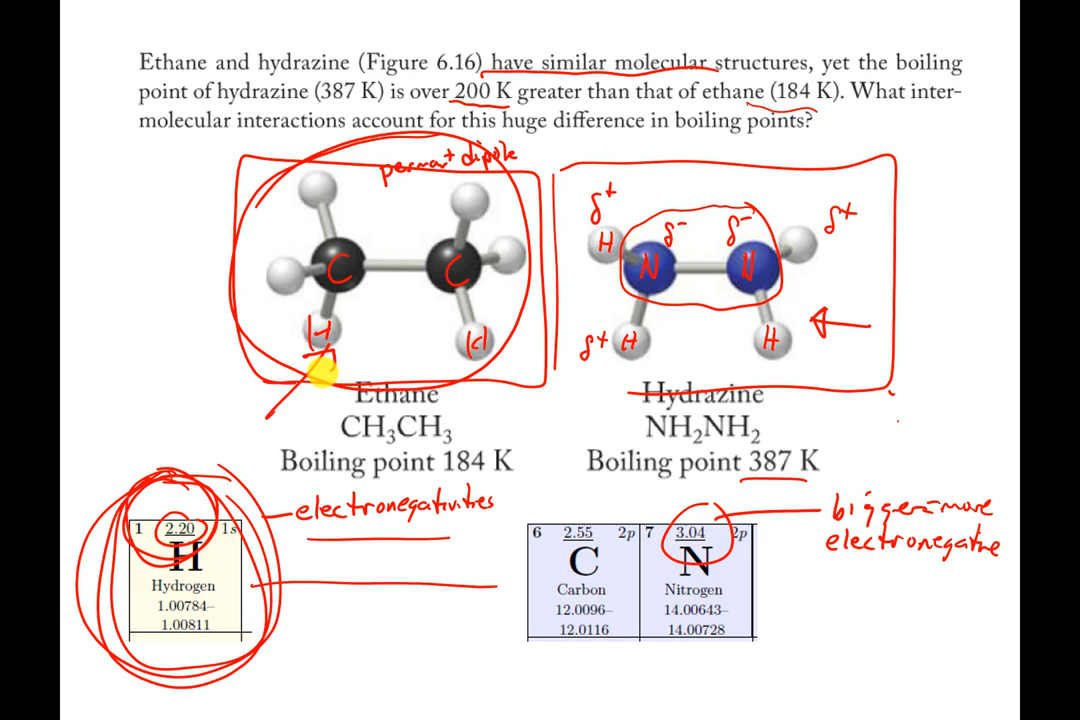 Ethane and hydrazine (Figure 6.16) have similar molecular structures, yet the boiling
point of hydrazine (387 K) is over 200 K greater than that of ethane (184 K). What inter-
molecular interactions account for this huge difference in boiling points?
perman+ dipole
δ+ δ- δ- δ+
H
C C N N
H H δ+ H H
Ethane Hydrazine
CH₃CH₃ NH₂NH₂
Boiling point 184 K Boiling point 387 K
electronegativities
bigger=more
electronegative
1 2.20 1s
H
Hydrogen
1.00784–
1.00811
6 2.55 2p 7 3.04 2p
C N
Carbon Nitrogen
12.0096– 14.00643–
12.0116 14.00728